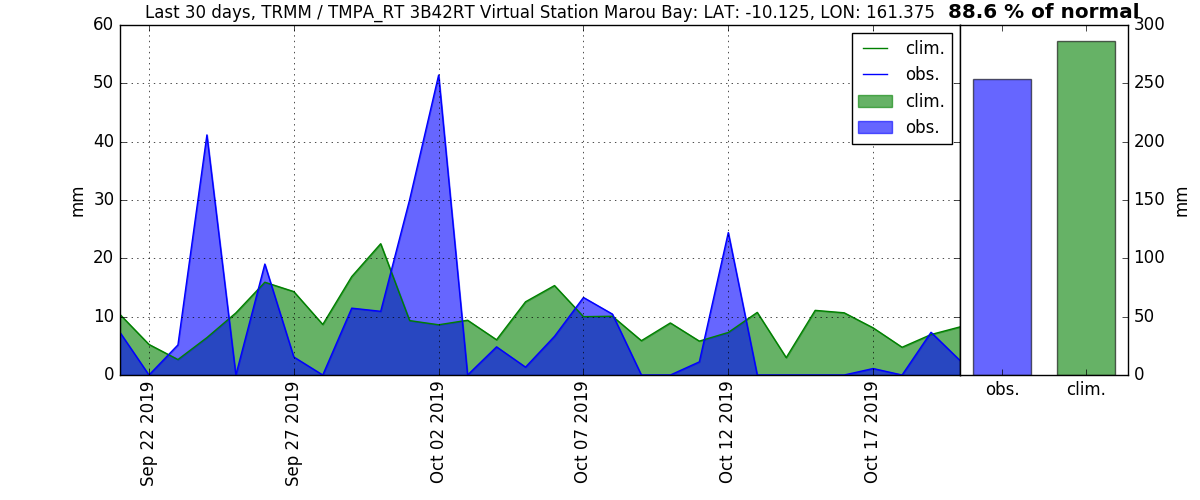 Last 30 days, TRMM / TMPA_RT 3B42RT Virtual Station Marou Bay: LAT: -10.125, LON: 161.375
88.6 % of normal
60
50
40
30
20
10
0
mm
clim.
obs.
clim.
obs.
Sep 22 2019
Sep 27 2019
Oct 02 2019
Oct 07 2019
Oct 12 2019
Oct 17 2019
300
250
200
150
100
50
0
mm
obs.
clim.